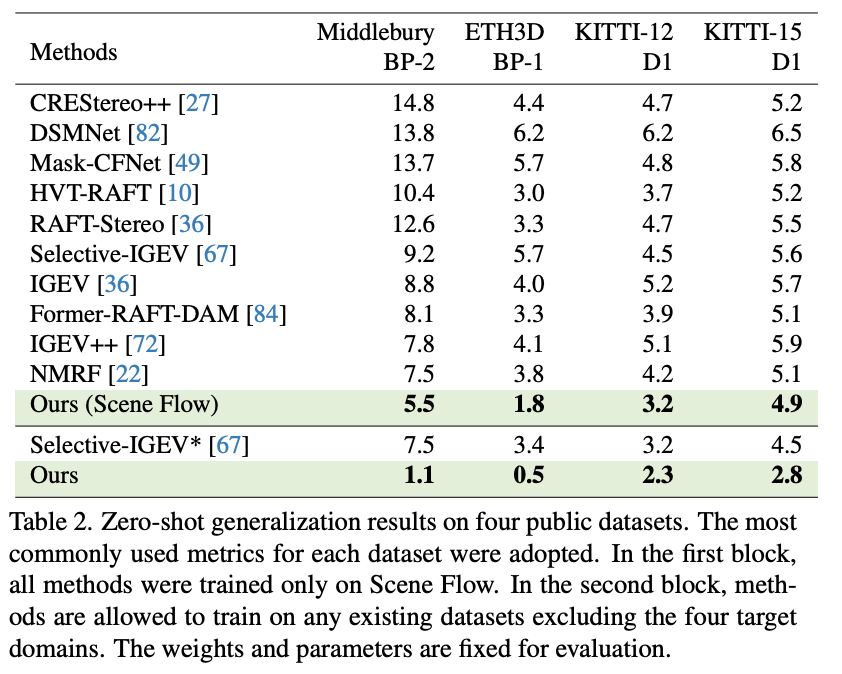 Methods Middlebury BP-2 ETH3D BP-1 KITTI-12 D1 KITTI-15 D1
CREStereo++ [27] 14.8 4.4 4.7 5.2
DSMNet [82] 13.8 6.2 6.2 6.5
Mask-CFNet [49] 13.7 5.7 4.8 5.8
HVT-RAFT [10] 10.4 3.0 3.7 5.2
RAFT-Stereo [36] 12.6 3.3 4.7 5.5
Selective-IGEV [67] 9.2 5.7 4.5 5.6
IGEV [36] 8.8 4.0 5.2 5.7
Former-RAFT-DAM [84] 8.1 3.3 3.9 5.1
IGEV++ [72] 7.8 4.1 5.1 5.9
NMRF [22] 7.5 3.8 4.2 5.1
Ours (Scene Flow) 5.5 1.8 3.2 4.9
Selective-IGEV* [67] 7.5 3.4 3.2 4.5
Ours 1.1 0.5 2.3 2.8
Table 2. Zero-shot generalization results on four public datasets. The most
commonly used metrics for each dataset were adopted. In the first block,
all methods were trained only on Scene Flow. In the second block, meth-
ods are allowed to train on any existing datasets excluding the four target
domains. The weights and parameters are fixed for evaluation.